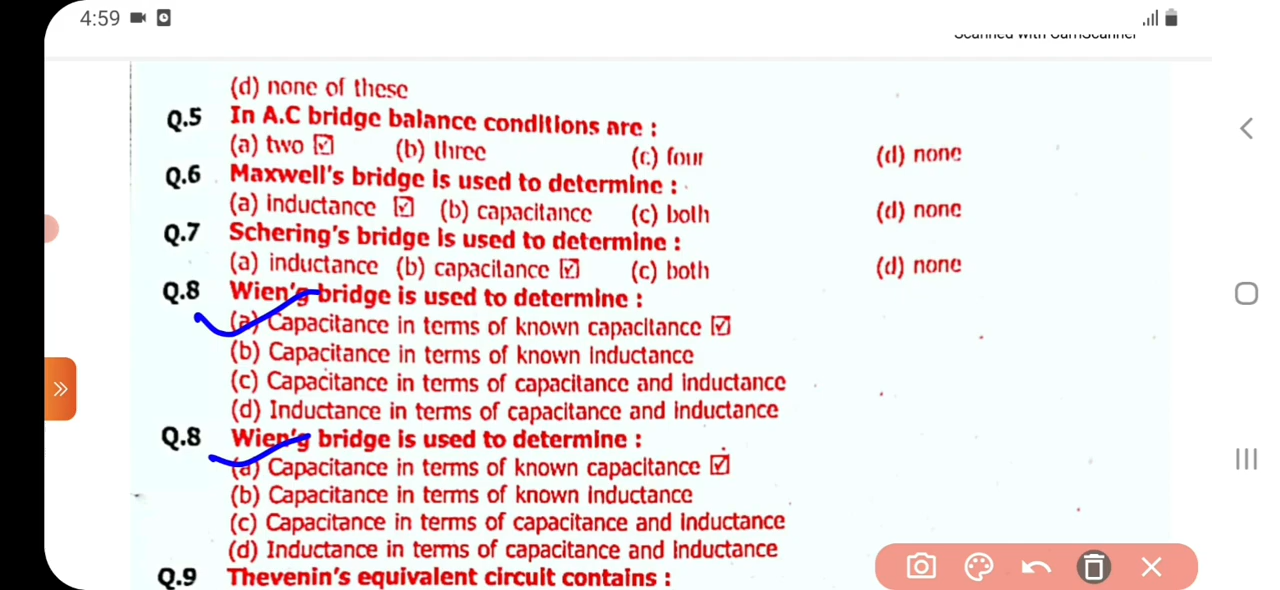 4:59
Scanned with CamScanner
(d) none of these
Q.5 In A.C bridge balance conditions are :
(a) two ☑ (b) three (c) four (d) none
Q.6 Maxwell's bridge is used to determine :
(a) inductance ☑ (b) capacitance (c) both (d) none
Q.7 Schering's bridge is used to determine :
(a) inductance (b) capacitance ☑ (c) both (d) none
Q.8 Wien's bridge is used to determine :
(a) Capacitance in terms of known capacitance ☑
(b) Capacitance in terms of known inductance
(c) Capacitance in terms of capacitance and inductance
(d) Inductance in terms of capacitance and inductance
Q.8 Wien's bridge is used to determine :
(a) Capacitance in terms of known capacitance ☑
(b) Capacitance in terms of known inductance
(c) Capacitance in terms of capacitance and inductance
(d) Inductance in terms of capacitance and inductance
Q.9 Thevenin's equivalent circuit contains :